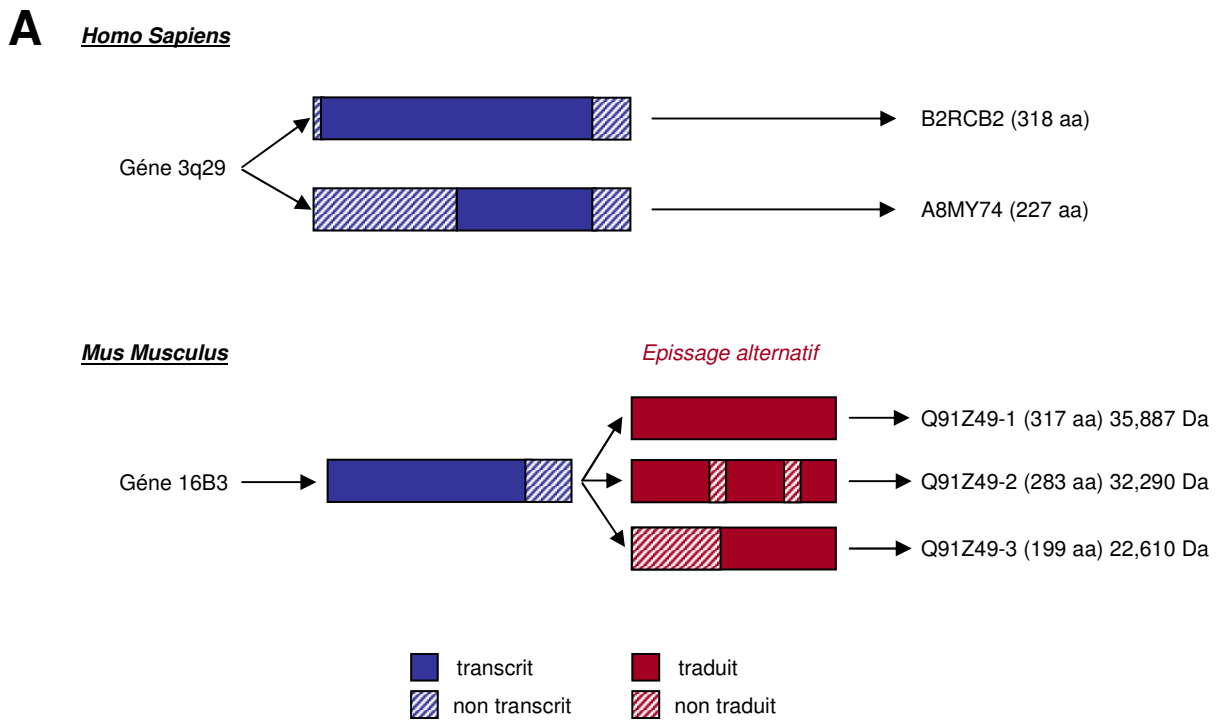 A
Homo Sapiens
B2RCB2 (318 aa)
Géne 3q29
A8MY74 (227 aa)
Mus Musculus
Epissage alternatif
Q91Z49-1 (317 aa) 35,887 Da
Géne 16B3
Q91Z49-2 (283 aa) 32,290 Da
Q91Z49-3 (199 aa) 22,610 Da
transcrit
traduit
non transcrit
non traduit